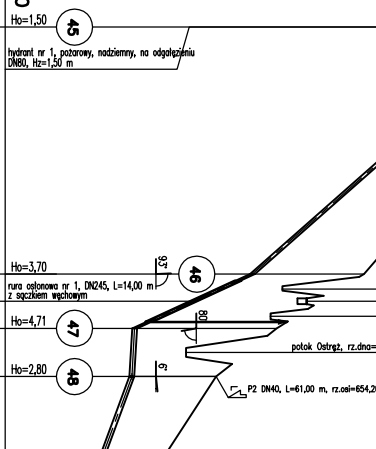 Ho=1,50
45
hydrant nr 1, pożarowy, nadziemny, na odgałęzieniu
DN80, Hz=1,50 m
93°
46
Ho=3,70
rura osłonowa nr 1, DN245, L=14,00 m
z sączkiem węchowym
Ho=4,71
47
80°
potok Ostręż, rz.dna=
Ho=2,80
48
6°
P2 DN40, L=61,00 m, rz.osi=654,2